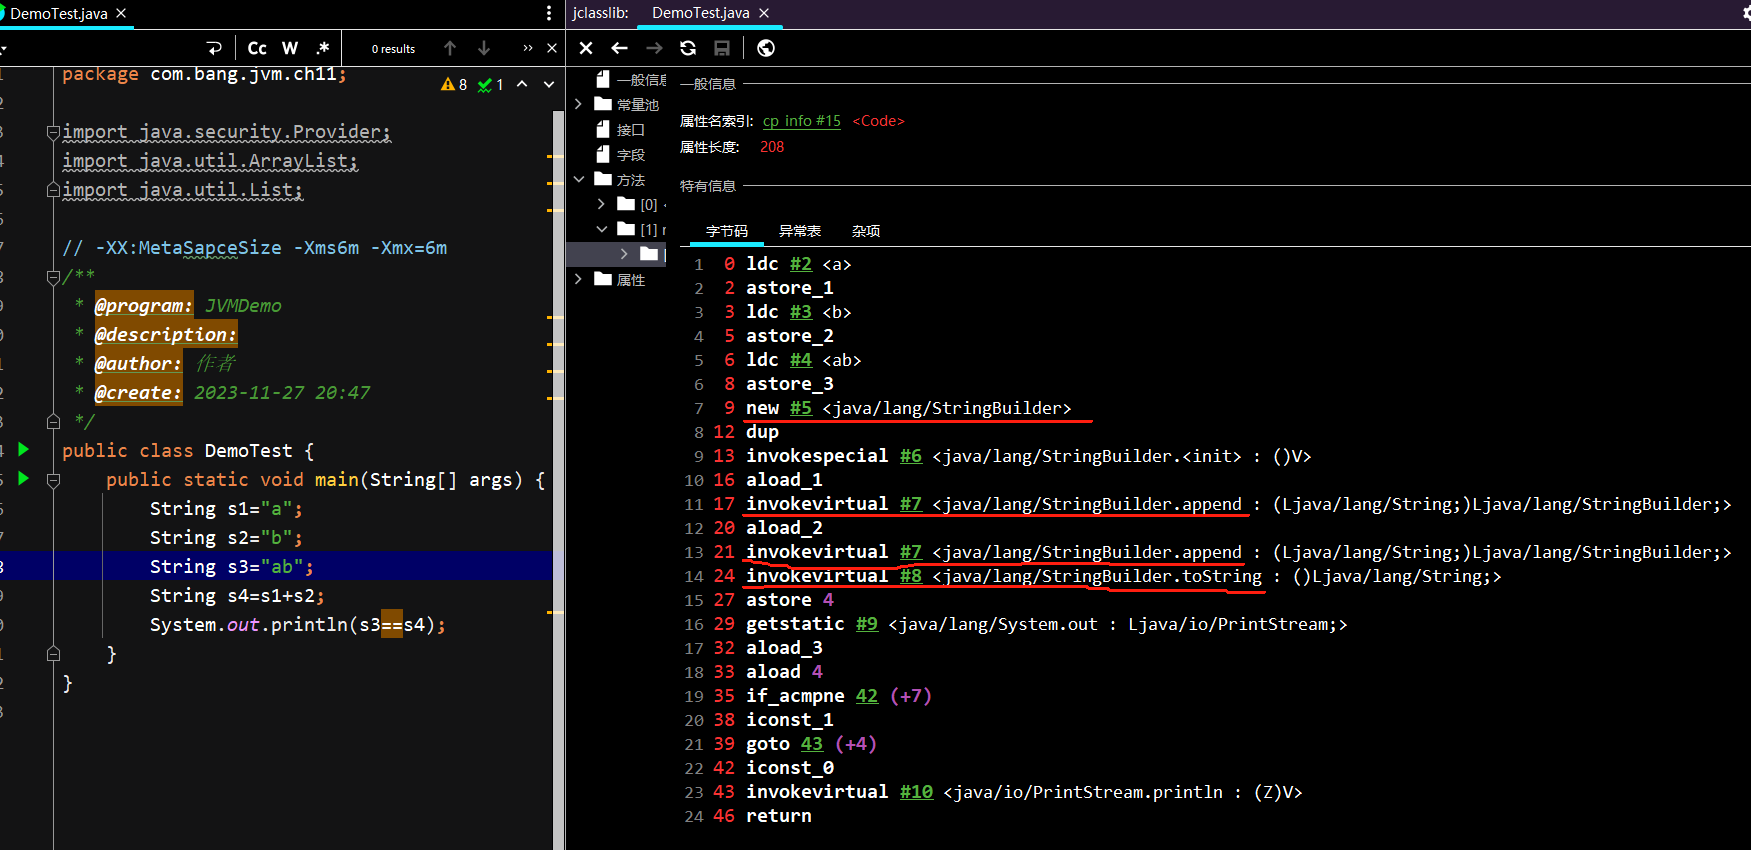 DemoTest.java
Cc W .* 0 results
package com.bang.jvm.ch11;
8 1
import java.security.Provider;
import java.util.ArrayList;
import java.util.List;
// -XX:MetaSapceSize -Xms6m -Xmx=6m
/**
* @program: JVMDemo
* @description:
* @author: 作者
* @create: 2023-11-27 20:47
*/
public class DemoTest {
public static void main(String[] args) {
String s1="a";
String s2="b";
String s3="ab";
String s4=s1+s2;
System.out.println(s3==s4);
}
}
jclasslib: DemoTest.java
一般信息
常量池
接口
字段
方法
[0] <
[1] r
属性
一般信息
属性名索引: cp_info #15 <Code>
属性长度: 208
特有信息
字节码 异常表 杂项
1 0 ldc #2 <a>
2 2 astore_1
3 3 ldc #3 <b>
4 5 astore_2
5 6 ldc #4 <ab>
6 8 astore_3
7 9 new #5 <java/lang/StringBuilder>
8 12 dup
9 13 invokespecial #6 <java/lang/StringBuilder.<init> : ()V>
10 16 aload_1
11 17 invokevirtual #7 <java/lang/StringBuilder.append : (Ljava/lang/String;)Ljava/lang/StringBuilder;>
12 20 aload_2
13 21 invokevirtual #7 <java/lang/StringBuilder.append : (Ljava/lang/String;)Ljava/lang/StringBuilder;>
14 24 invokevirtual #8 <java/lang/StringBuilder.toString : ()Ljava/lang/String;>
15 27 astore 4
16 29 getstatic #9 <java/lang/System.out : Ljava/io/PrintStream;>
17 32 aload_3
18 33 aload 4
19 35 if_acmpne 42 (+7)
20 38 iconst_1
21 39 goto 43 (+4)
22 42 iconst_0
23 43 invokevirtual #10 <java/io/PrintStream.println : (Z)V>
24 46 return